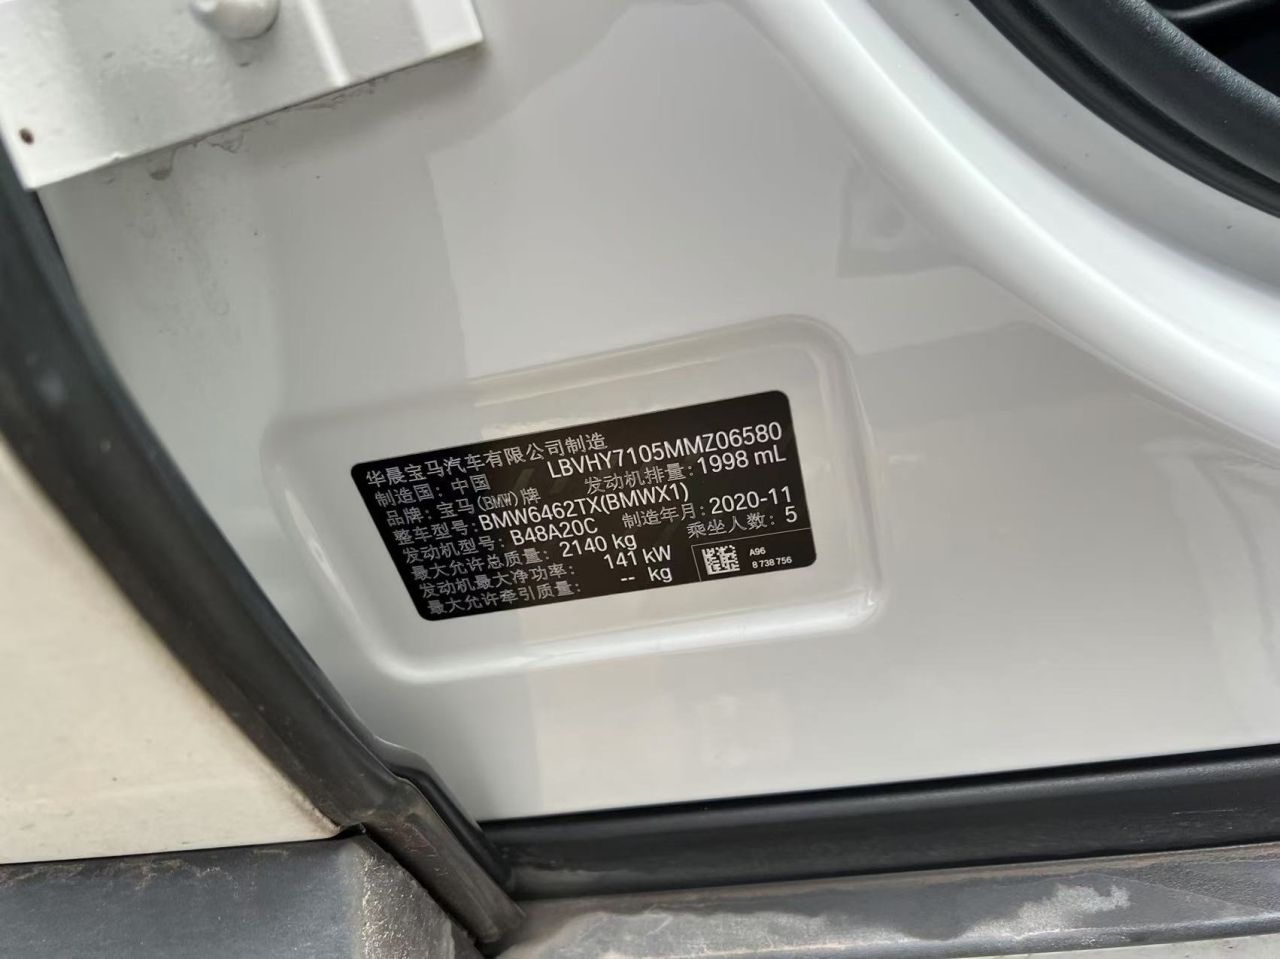 华晨宝马汽车有限公司制造
制造国：中国 LBVHY7105MMZ06580
品牌：宝马(BMW)牌 发动机排量：1998 mL
整车型号：BMW6462TX(BMWX1)
发动机型号：B48A20C 制造年月：2020-11
最大允许总质量：2140 kg 乘坐人数：5
发动机最大净功率：141 kW
最大允许牵引质量：-- kg
A96
8 738 756